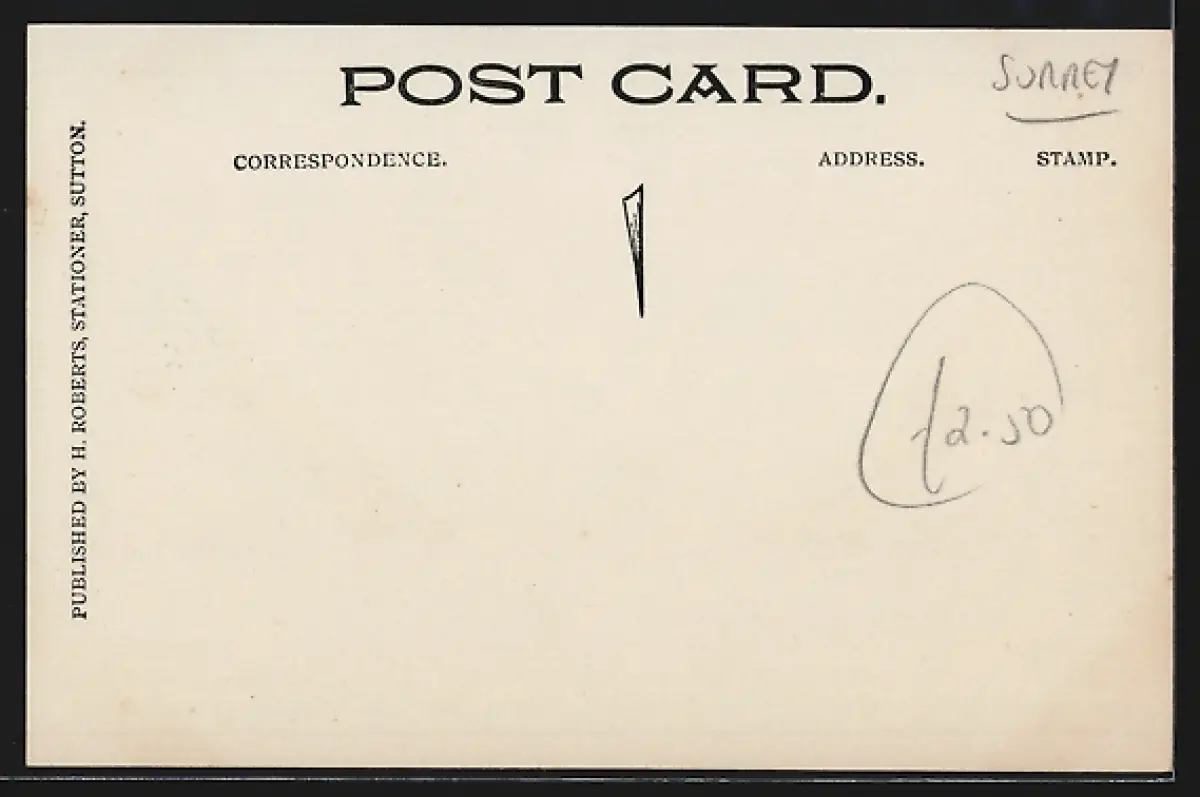 POST CARD.
SURREY
CORRESPONDENCE.
ADDRESS.
STAMP.
PUBLISHED BY H. ROBERTS, STATIONER, SUTTON.
£2.50